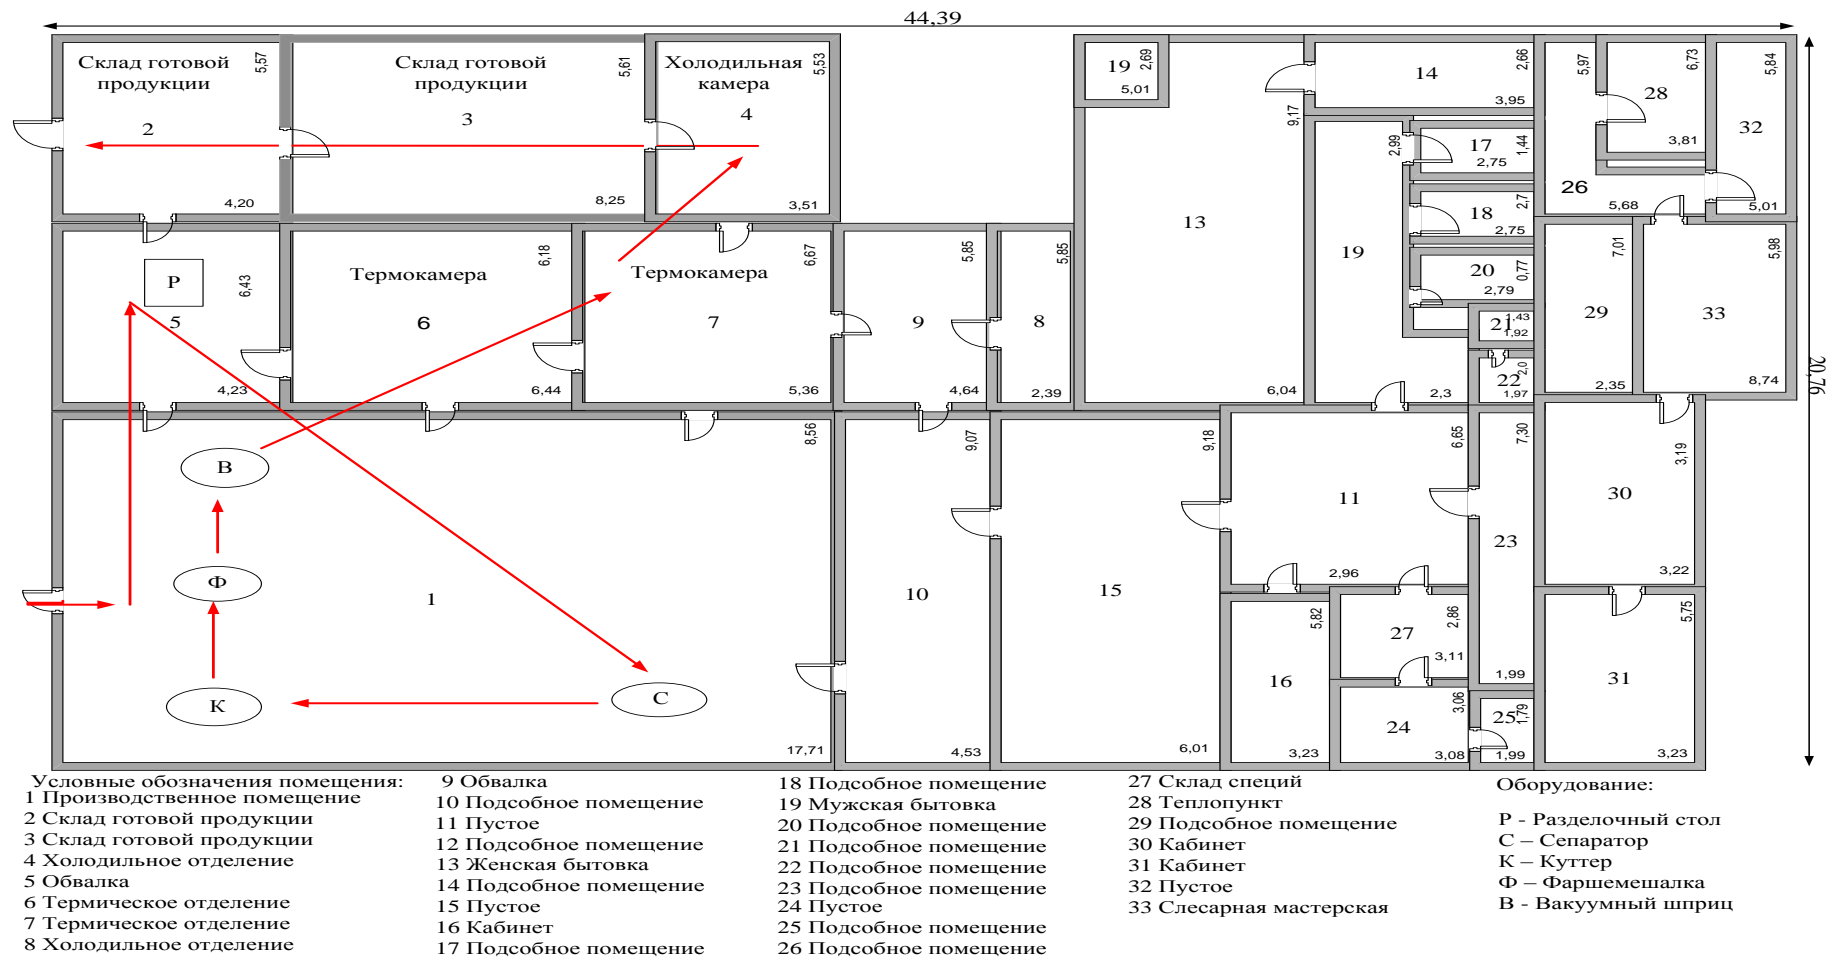 44,39
Склад готовой
продукции
5,57
2
4,20
Склад готовой
продукции
5,61
3
8,25
Холодильная
камера
5,53
4
3,51
19
2,69
5,01
9,17
13
6,04
14
2,66
3,95
2,99
19
2,3
17
1,44
2,75
18
2,7
2,75
20
0,77
2,79
21
1,43
1,92
22
2,0
1,97
5,97
26
5,68
6,73
28
3,81
5,84
32
5,01
Р
6,43
5
4,23
Термокамера
6,18
6
6,44
Термокамера
6,67
7
5,36
5,85
9
4,64
5,85
8
2,39
7,01
29
2,35
5,98
33
8,74
20,76
8,56
В
Ф
К
С
1
17,71
9,07
10
4,53
9,18
15
6,01
6,65
11
2,96
7,30
23
1,99
3,19
30
3,22
5,82
16
3,23
2,86
27
3,11
3,06
24
3,08
1,79
25
1,99
5,75
31
3,23
Условные обозначения помещения:
1 Производственное помещение
2 Склад готовой продукции
3 Склад готовой продукции
4 Холодильное отделение
5 Обвалка
6 Термическое отделение
7 Термическое отделение
8 Холодильное отделение
9 Обвалка
10 Подсобное помещение
11 Пустое
12 Подсобное помещение
13 Женская бытовка
14 Подсобное помещение
15 Пустое
16 Кабинет
17 Подсобное помещение
18 Подсобное помещение
19 Мужская бытовка
20 Подсобное помещение
21 Подсобное помещение
22 Подсобное помещение
23 Подсобное помещение
24 Пустое
25 Подсобное помещение
26 Подсобное помещение
27 Склад специй
28 Теплопункт
29 Подсобное помещение
30 Кабинет
31 Кабинет
32 Пустое
33 Слесарная мастерская
Оборудование:
Р - Разделочный стол
С – Сепаратор
К – Куттер
Ф – Фаршемешалка
В - Вакуумный шприц